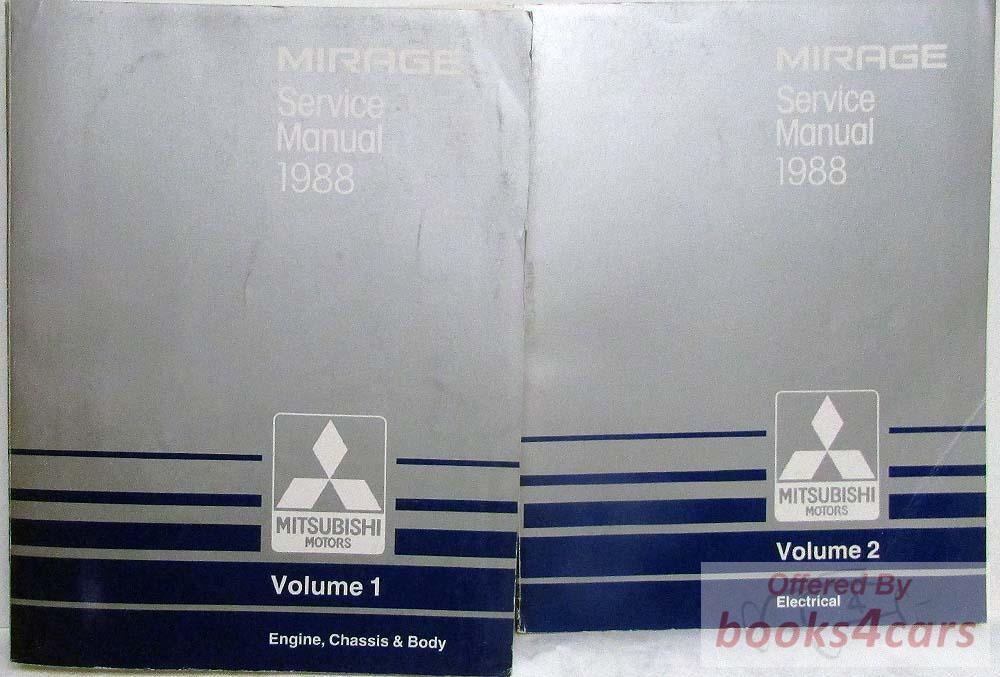 MIRAGE
Service
Manual
1988
MITSUBISHI
MOTORS
Volume 1
Engine, Chassis & Body
MIRAGE
Service
Manual
1988
MITSUBISHI
MOTORS
Volume 2
Electrical
Offered By
books4cars